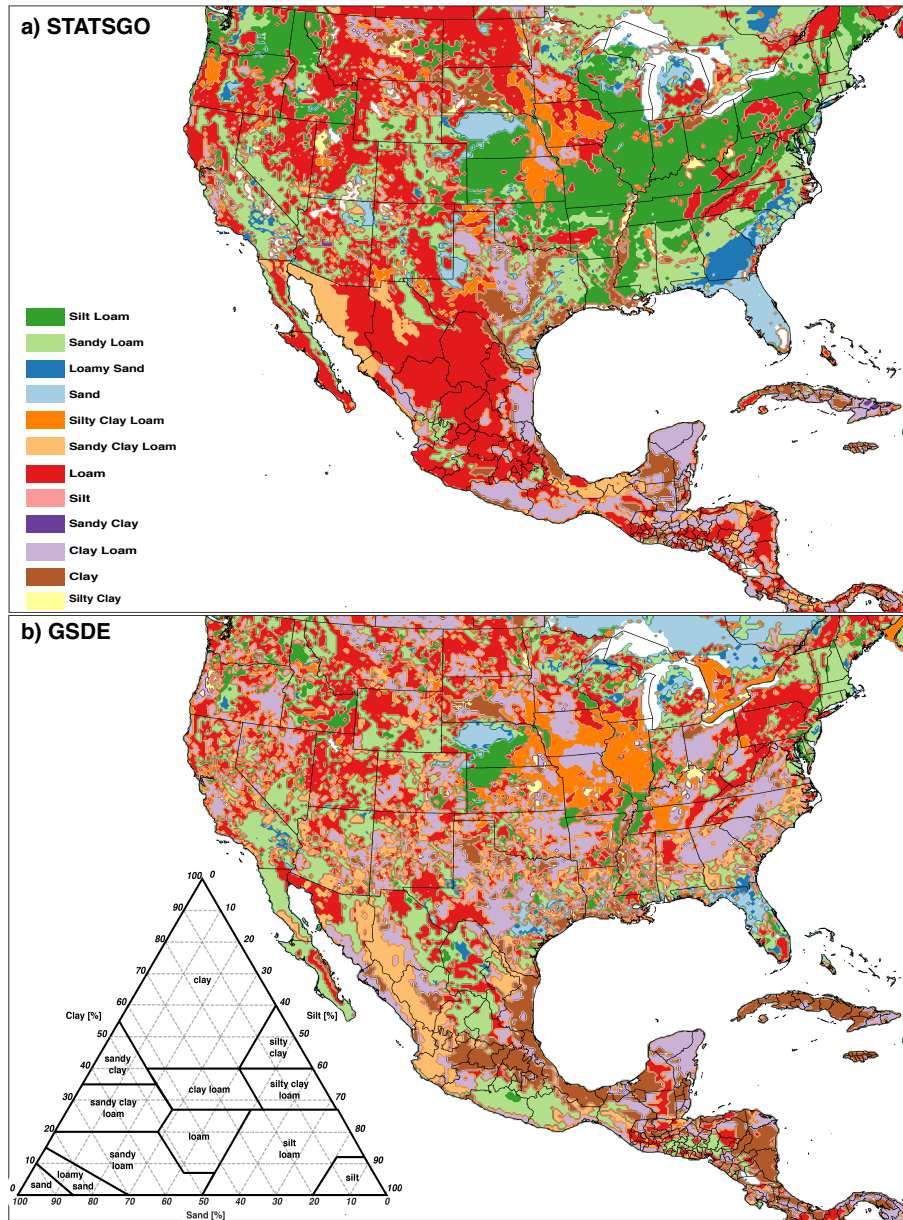 a) STATSGO
Silt Loam
Sandy Loam
Loamy Sand
Sand
Silty Clay Loam
Sandy Clay Loam
Loam
Silt
Sandy Clay
Clay Loam
Clay
Silty Clay
b) GSDE
100 0
90 10
80 20
70 30
clay
60 40
Clay [%] Silt [%]
50 50
sandy clay
silty clay
40 60
sandy clay loam
clay loam
silty clay loam
30 70
20 80
loam
sandy loam
silt loam
10 90
sand
loamy sand
silt
0 100
100 90 80 70 60 50 40 30 20 10 0
Sand [%]